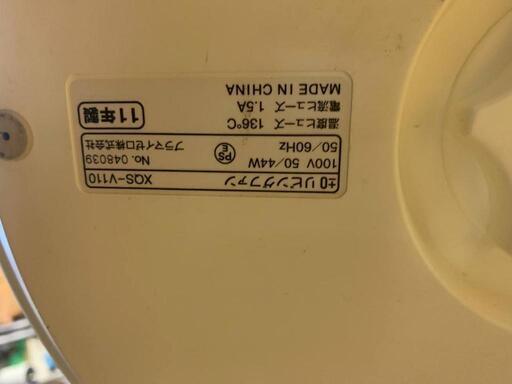 ±0 リビングファン XQS-V110
100V 50/44W No. 048039
50/60Hz PSE プラマイゼロ株式会社
温度ヒューズ 136℃
電流ヒューズ 1.5A 11年製
MADE IN CHINA